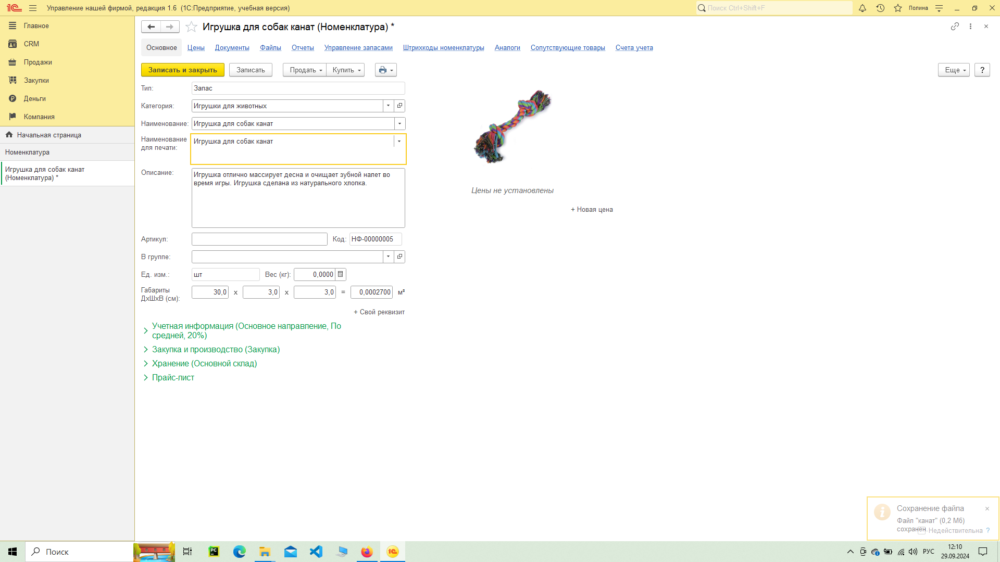 Управление нашей фирмой, редакция 1.6 (1С:Предприятие, учебная версия)
Поиск Ctrl+Shift+F
Полина
Главное
CRM
Продажи
Закупки
Деньги
Компания
Начальная страница
Номенклатура
Игрушка для собак канат
(Номенклатура) *
Игрушка для собак канат (Номенклатура) *
Основное Цены Документы Файлы Отчеты Управление запасами Штрихкоды номенклатуры Аналоги Сопутствующие товары Счета учета
Записать и закрыть Записать Продать Купить Еще ?
Тип: Запас
Категория: Игрушки для животных
Наименование: Игрушка для собак канат
Наименование
для печати: Игрушка для собак канат
Описание: Игрушка отлично массирует десна и очищает зубной налет во
время игры. Игрушка сделана из натурального хлопка.
Цены не установлены
+ Новая цена
Артикул: Код: НФ-00000005
В группе:
Ед. изм.: шт Вес (кг): 0,0000
Габариты
ДхШхВ (см): 30,0 х 3,0 х 3,0 = 0,0002700 м³
+ Свой реквизит
Учетная информация (Основное направление, По
средней, 20%)
Закупка и производство (Закупка)
Хранение (Основной склад)
Прайс-лист
Сохранение файла
Файл "канат" (0,2 Мб)
сохранен.
Недействительна ?
Поиск
РУС
12:10
29.09.2024